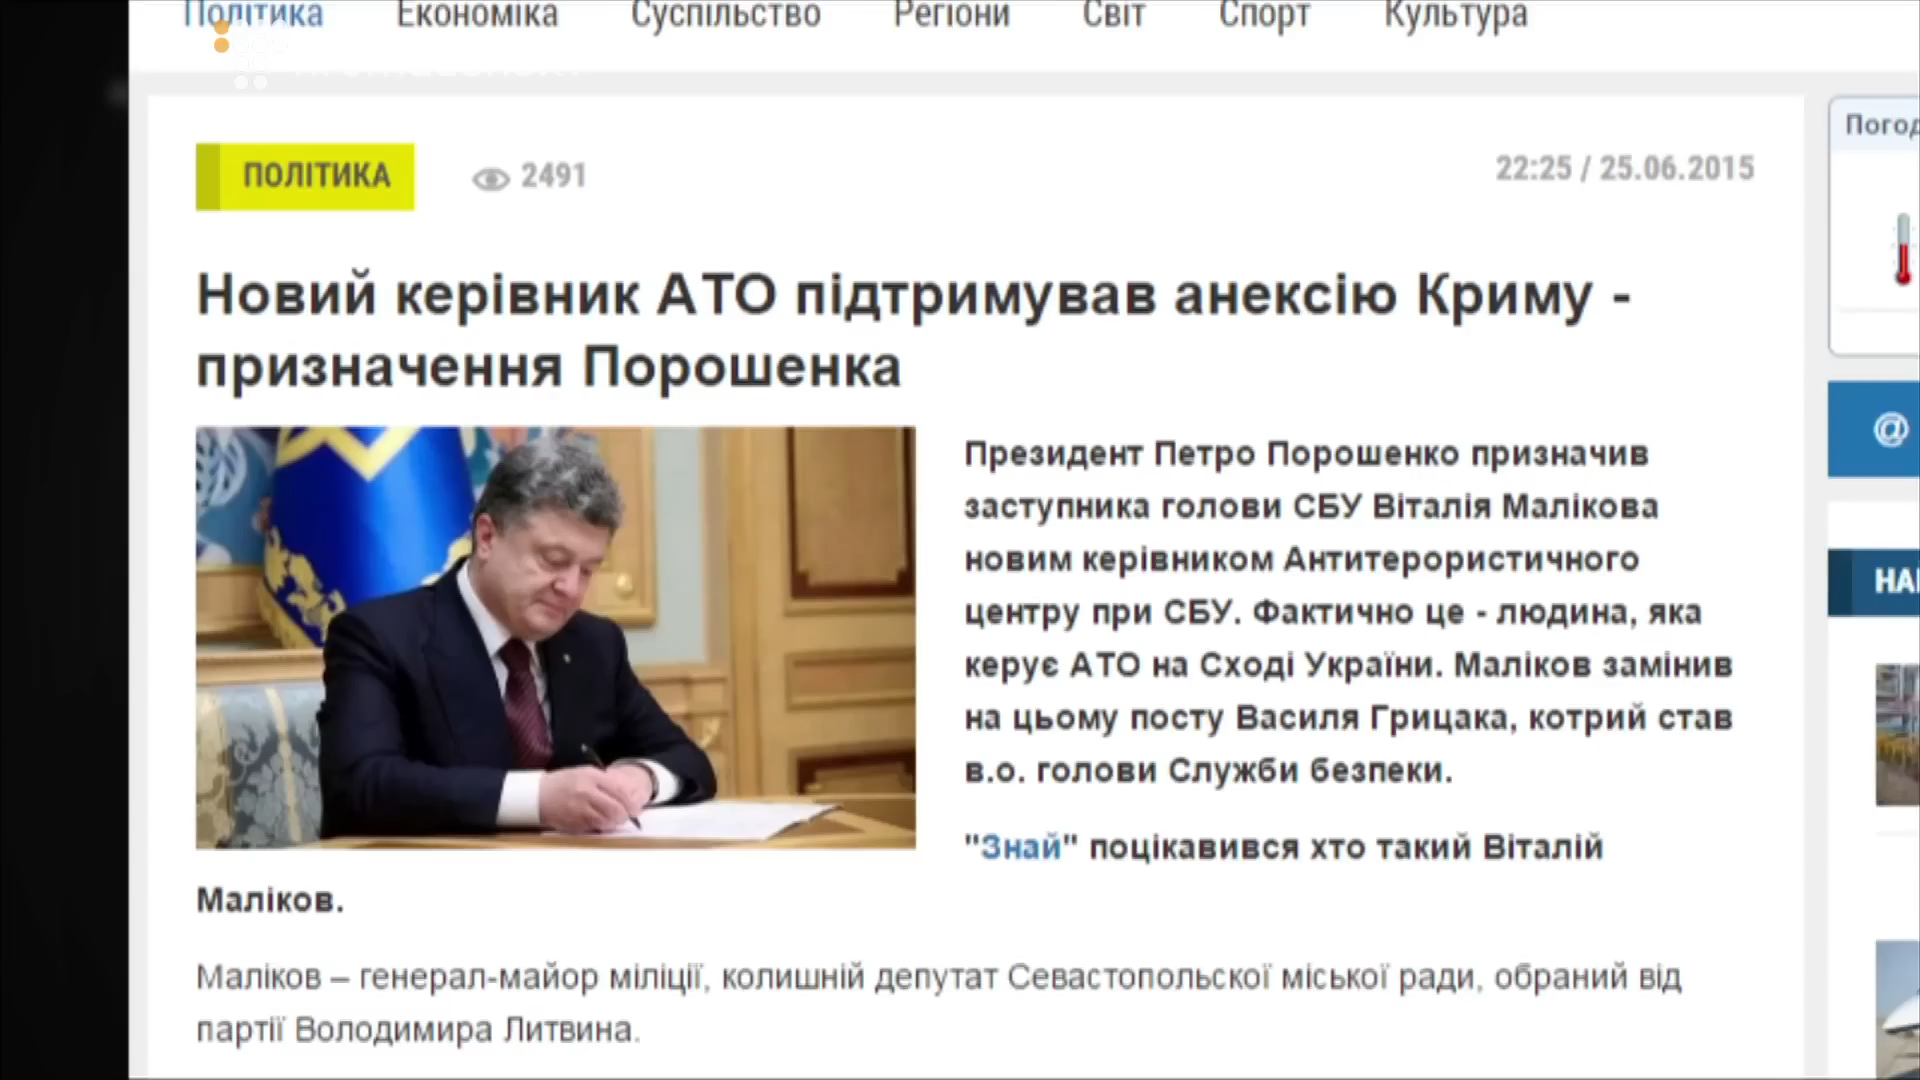 Політика Економіка Суспільство Регіони Світ Спорт Культура
ПОЛІТИКА 2491 22:25 / 25.06.2015
Новий керівник АТО підтримував анексію Криму -
призначення Порошенка
Президент Петро Порошенко призначив
заступника голови СБУ Віталія Малікова
новим керівником Антитерористичного
центру при СБУ. Фактично це - людина, яка
керує АТО на Сході України. Маліков замінив
на цьому посту Василя Грицака, котрий став
в.о. голови Служби безпеки.
"Знай" поцікавився хто такий Віталій
Маліков.
Маліков – генерал-майор міліції, колишній депутат Севастопольскої міської ради, обраний від
партії Володимира Литвина.
@